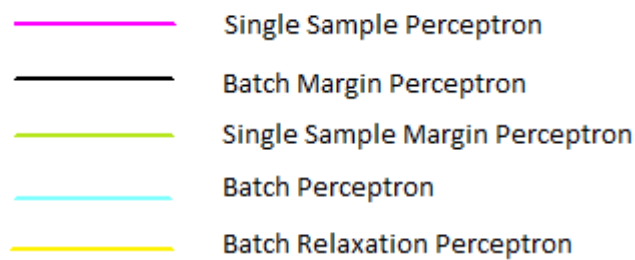 Single Sample Perceptron
Batch Margin Perceptron
Single Sample Margin Perceptron
Batch Perceptron
Batch Relaxation Perceptron